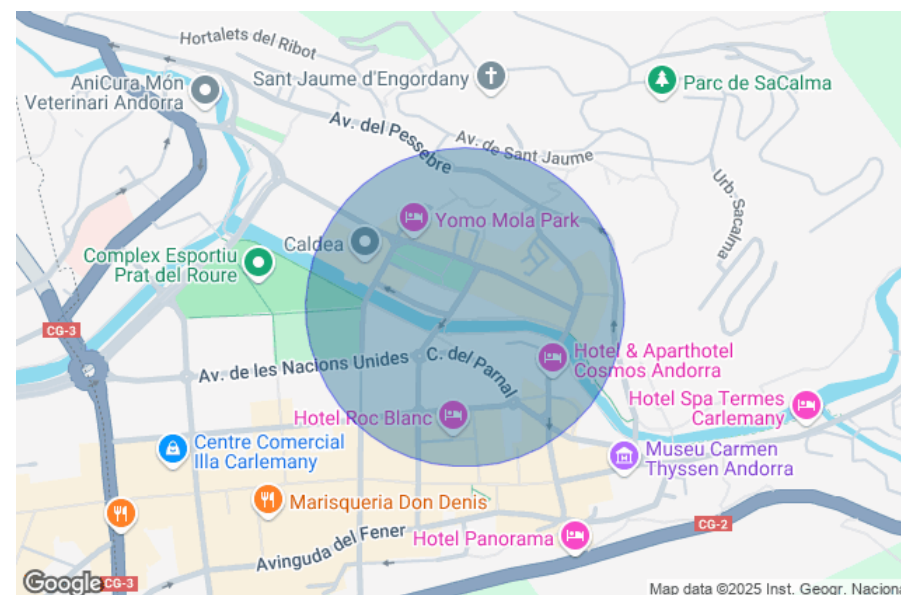 Hortalets del Ribot
AniCura Món
Veterinari Andorra
Sant Jaume d'Engordany
Parc de SaCalma
Av. del Pessebre
Av. de Sant Jaume
Urb. Sacalma
Yomo Mola Park
Caldea
Complex Esportiu
Prat del Roure
CG-3
Av. de les Nacions Unides
C. del Parnal
Hotel & Aparthotel
Cosmos Andorra
Hotel Spa Termes
Carlemany
Hotel Roc Blanc
Centre Comercial
Illa Carlemany
Museu Carmen
Thyssen Andorra
Marisqueria Don Denis
Avinguda del Fener
Hotel Panorama
CG-2
Google
CG-3
Map data ©2025 Inst. Geogr. Naciona